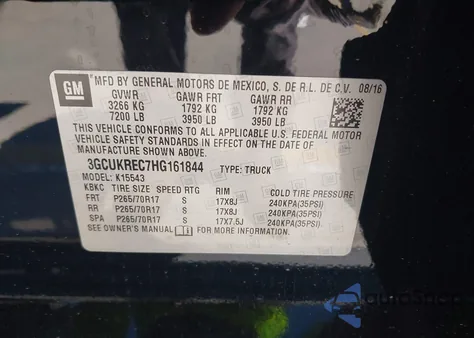 GM MFD BY GENERAL MOTORS DE MEXICO, S. DE R.L. DE C.V. 08/16
GVWR GAWR FRT GAWR RR
3266 KG 1792 KG 1792 KG
7200 LB 3950 LB 3950 LB
THIS VEHICLE CONFORMS TO ALL APPLICABLE U.S. FEDERAL MOTOR
VEHICLE SAFETY STANDARDS IN EFFECT ON THE DATE OF
MANUFACTURE SHOWN ABOVE.
3GCUKREC7HG161844 TYPE: TRUCK
MODEL: K15543
KBKC TIRE SIZE SPEED RTG RIM COLD TIRE PRESSURE
FRT P265/70R17 S 17X8J 240KPA(35PSI)
RR P265/70R17 S 17X8J 240KPA(35PSI)
SPA P265/70R17 S 17X7.5J 240KPA(35PSI)
SEE OWNER'S MANUAL FOR MORE INFORMATION.